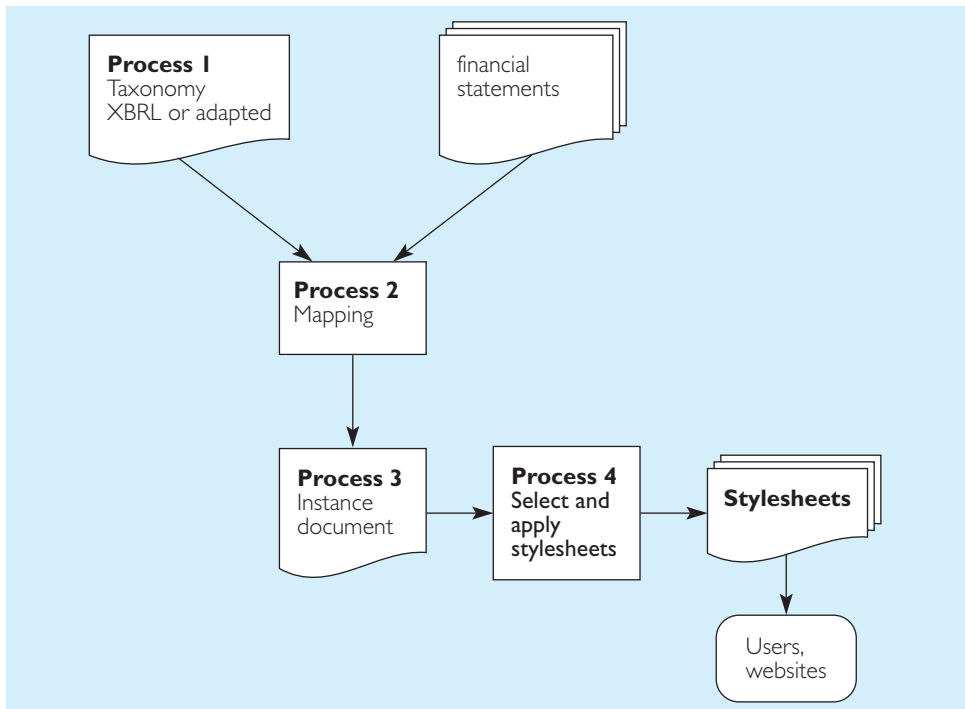 Process 1
Taxonomy
XBRL or adapted
financial
statements
Process 2
Mapping
Process 3
Instance
document
Process 4
Select and
apply
stylesheets
Stylesheets
Users,
websites